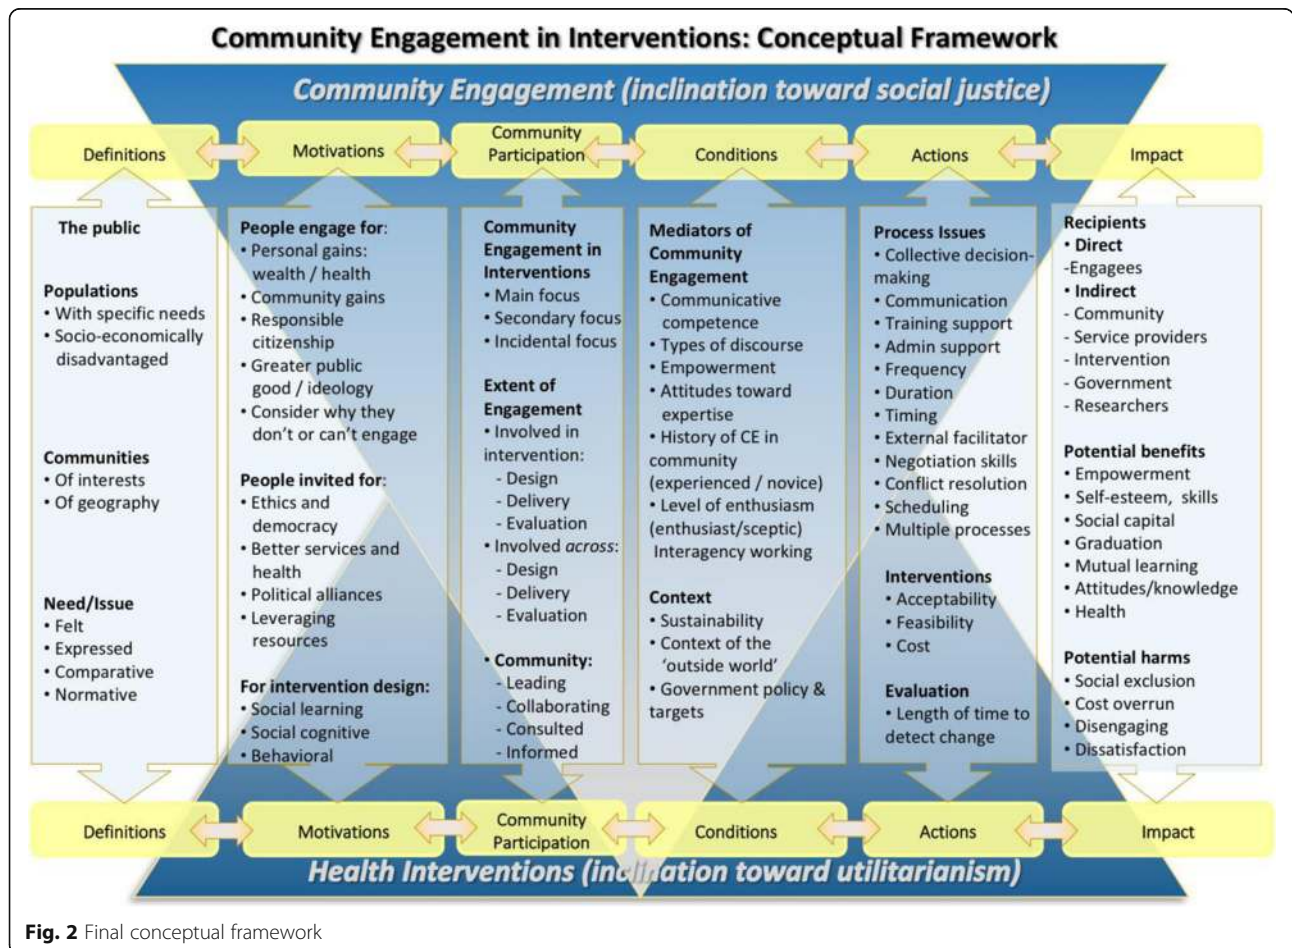 Community Engagement in Interventions: Conceptual Framework
Community Engagement (inclination toward social justice)
Definitions
Motivations
Community
Participation
Conditions
Actions
Impact
The public
Populations
• With specific needs
• Socio-economically
disadvantaged
Communities
• Of interests
• Of geography
Need/Issue
• Felt
• Expressed
• Comparative
• Normative
People engage for:
• Personal gains:
wealth / health
• Community gains
• Responsible
citizenship
• Greater public
good / ideology
• Consider why they
don't or can't engage
People invited for:
• Ethics and
democracy
• Better services and
health
• Political alliances
• Leveraging
resources
For intervention design:
• Social learning
• Social cognitive
• Behavioral
Community
Engagement in
Interventions
• Main focus
• Secondary focus
• Incidental focus
Extent of
Engagement
• Involved in
intervention:
- Design
- Delivery
- Evaluation
• Involved across:
- Design
- Delivery
- Evaluation
• Community:
- Leading
- Collaborating
- Consulted
- Informed
Mediators of
Community
Engagement
• Communicative
competence
• Types of discourse
• Empowerment
• Attitudes toward
expertise
• History of CE in
community
(experienced / novice)
• Level of enthusiasm
(enthusiast/sceptic)
Interagency working
Context
• Sustainability
• Context of the
'outside world'
• Government policy &
targets
Process Issues
• Collective decision-
making
• Communication
• Training support
• Admin support
• Frequency
• Duration
• Timing
• External facilitator
• Negotiation skills
• Conflict resolution
• Scheduling
• Multiple processes
Interventions
• Acceptability
• Feasibility
• Cost
Evaluation
• Length of time to
detect change
Recipients
• Direct
-Engagees
• Indirect
- Community
- Service providers
- Intervention
- Government
- Researchers
Potential benefits
• Empowerment
• Self-esteem, skills
• Social capital
• Graduation
• Mutual learning
• Attitudes/knowledge
• Health
Potential harms
• Social exclusion
• Cost overrun
• Disengaging
• Dissatisfaction
Definitions
Motivations
Community
Participation
Conditions
Actions
Impact
Health Interventions (inclination toward utilitarianism)
Fig. 2 Final conceptual framework